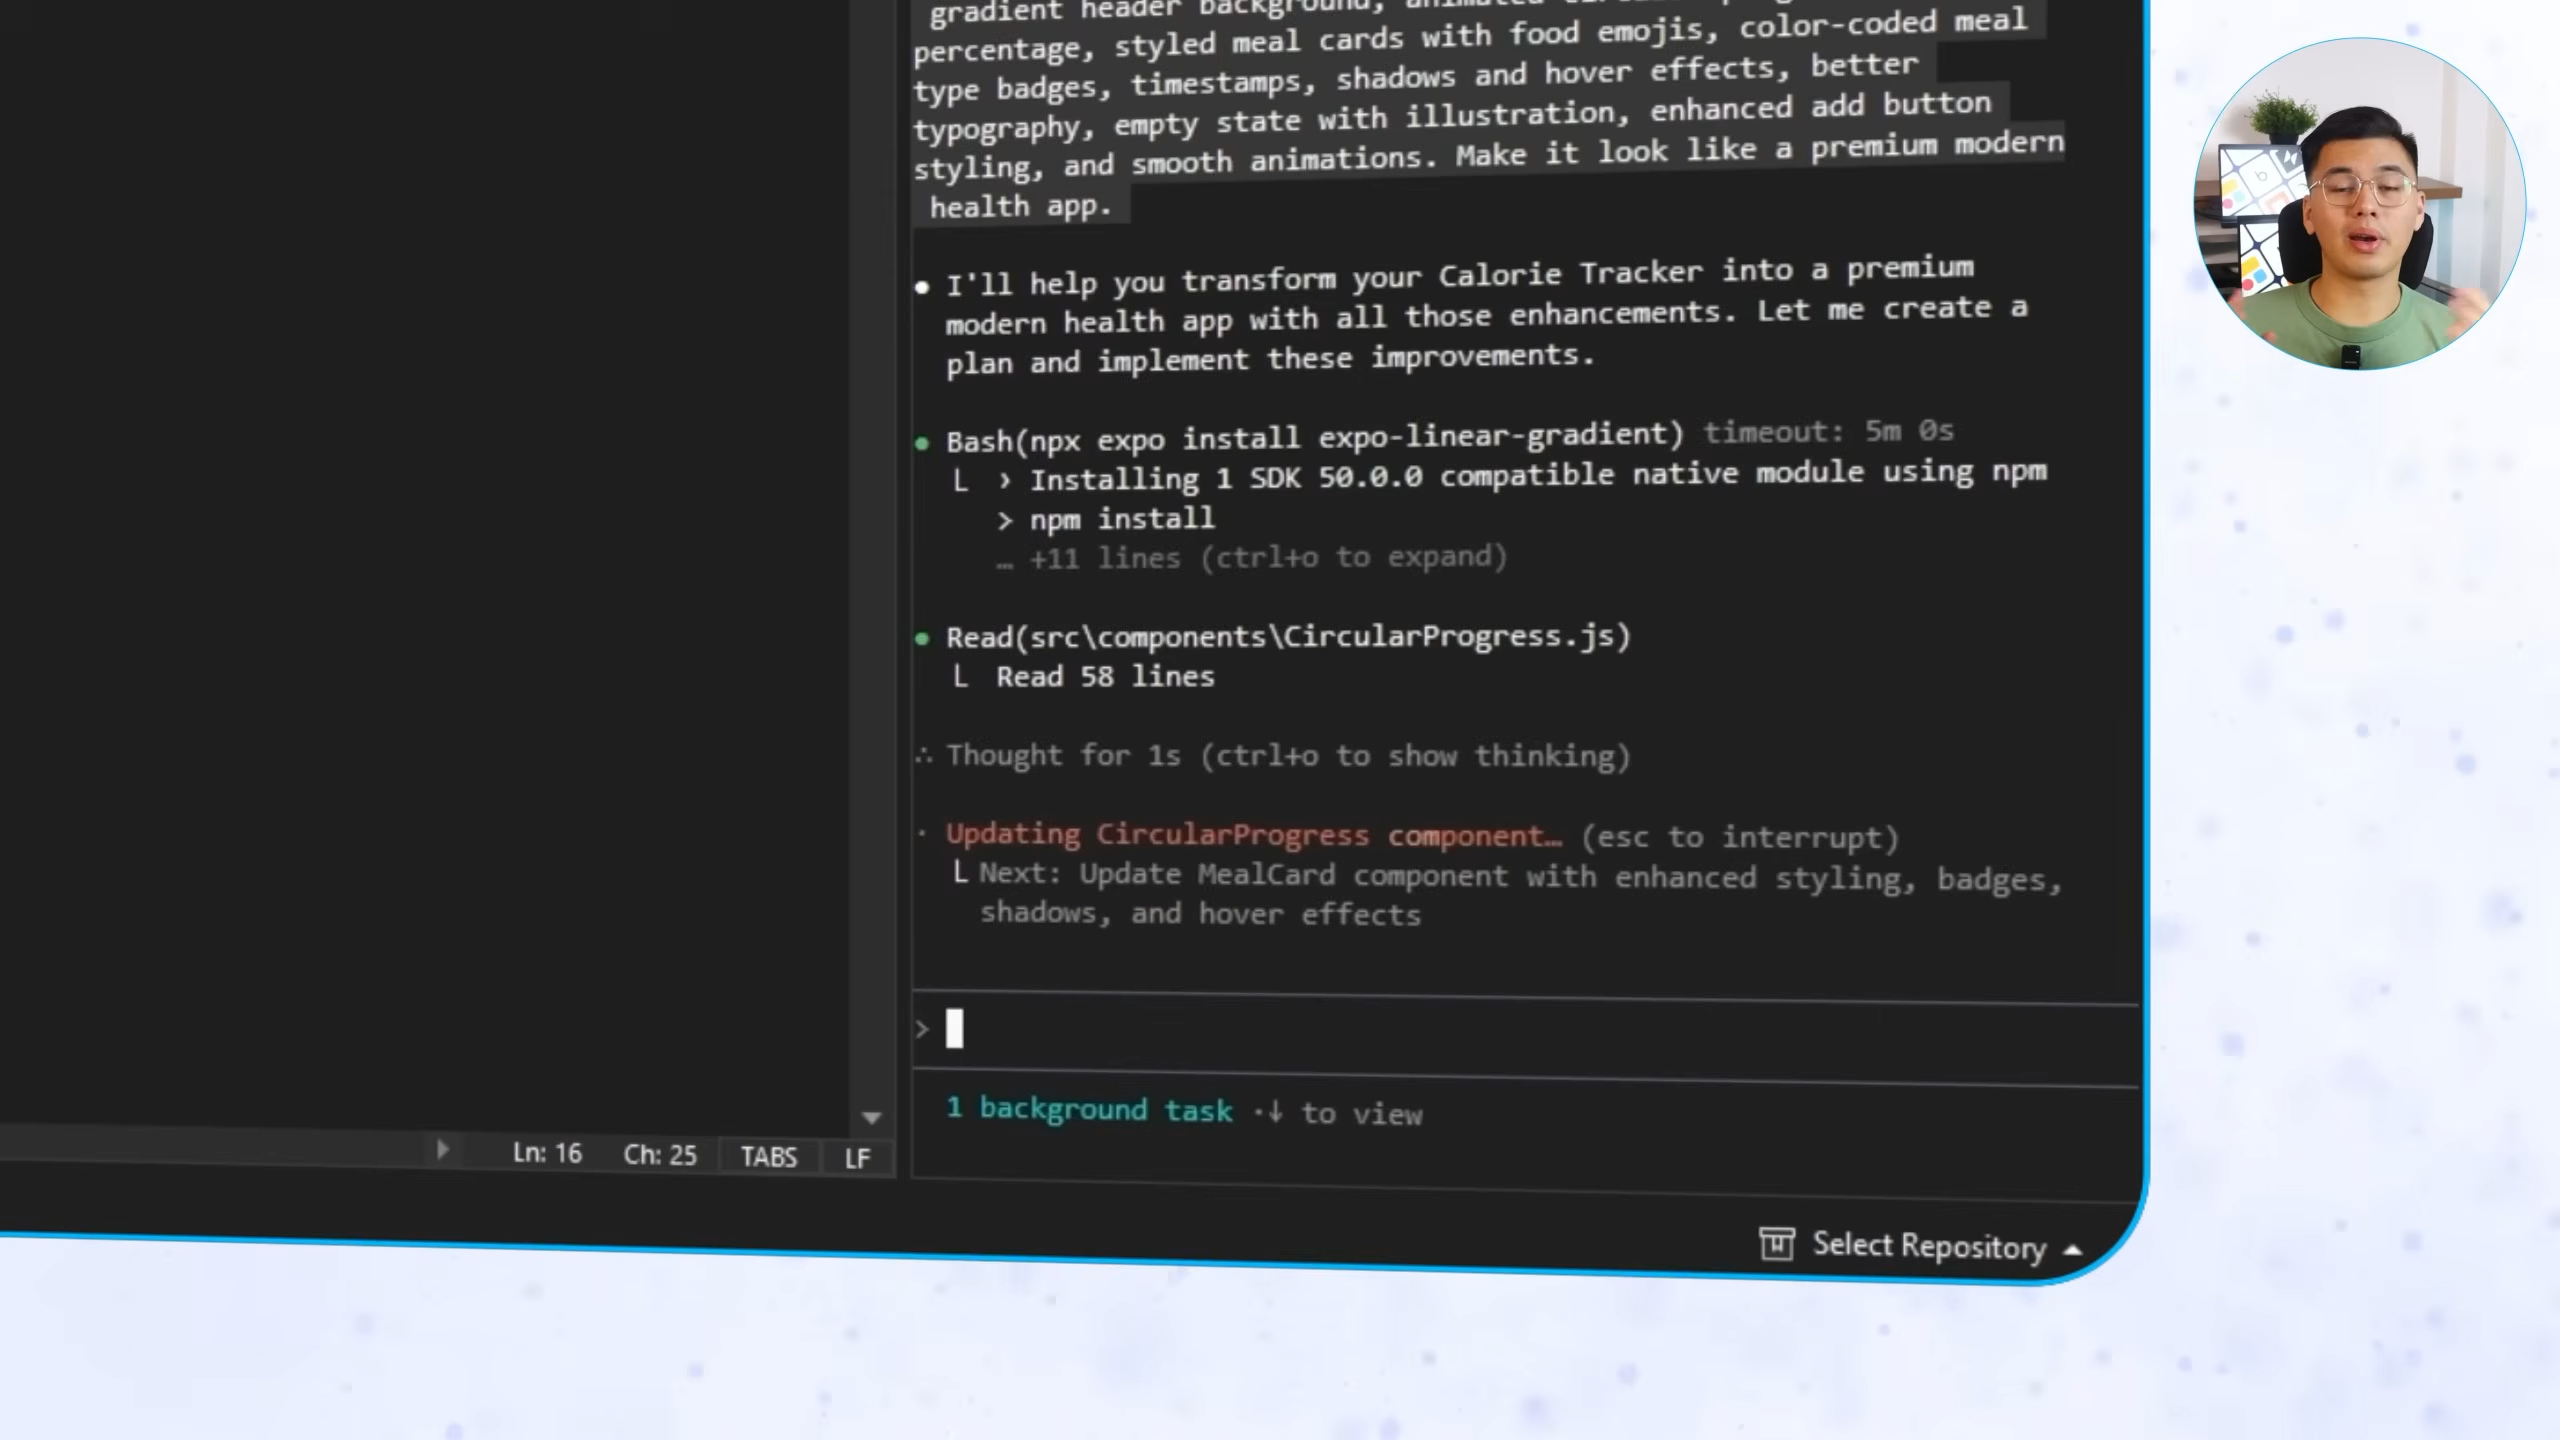 gradient header background,
percentage, styled meal cards with food emojis, color-coded meal
type badges, timestamps, shadows and hover effects, better
typography, empty state with illustration, enhanced add button
styling, and smooth animations. Make it look like a premium modern
health app.
● I'll help you transform your Calorie Tracker into a premium
modern health app with all those enhancements. Let me create a
plan and implement these improvements.
● Bash(npx expo install expo-linear-gradient) timeout: 5m 0s
└ › Installing 1 SDK 50.0.0 compatible native module using npm
> npm install
… +11 lines (ctrl+o to expand)
● Read(src\components\CircularProgress.js)
└ Read 58 lines
∴ Thought for 1s (ctrl+o to show thinking)
· Updating CircularProgress component… (esc to interrupt)
└ Next: Update MealCard component with enhanced styling, badges,
shadows, and hover effects
>
1 background task ·↓ to view
Ln: 16 Ch: 25 TABS LF
Select Repository